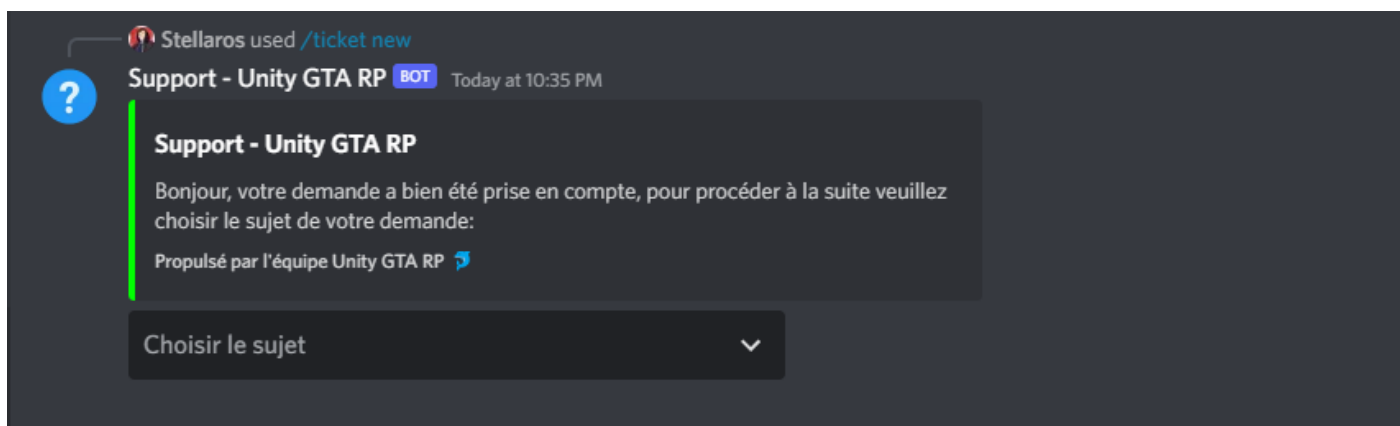 Stellaros used /ticket new
Support - Unity GTA RP BOT Today at 10:35 PM
Support - Unity GTA RP
Bonjour, votre demande a bien été prise en compte, pour procéder à la suite veuillez
choisir le sujet de votre demande:
Propulsé par l'équipe Unity GTA RP
Choisir le sujet